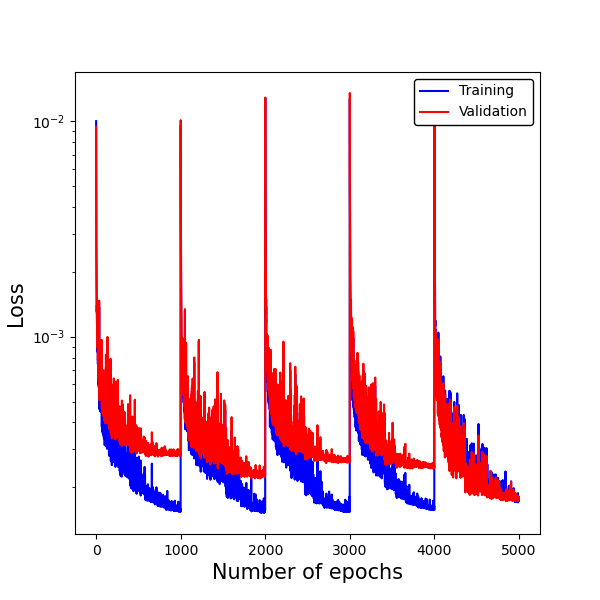 Training
Validation
10⁻²
10⁻³
Loss
0 1000 2000 3000 4000 5000
Number of epochs